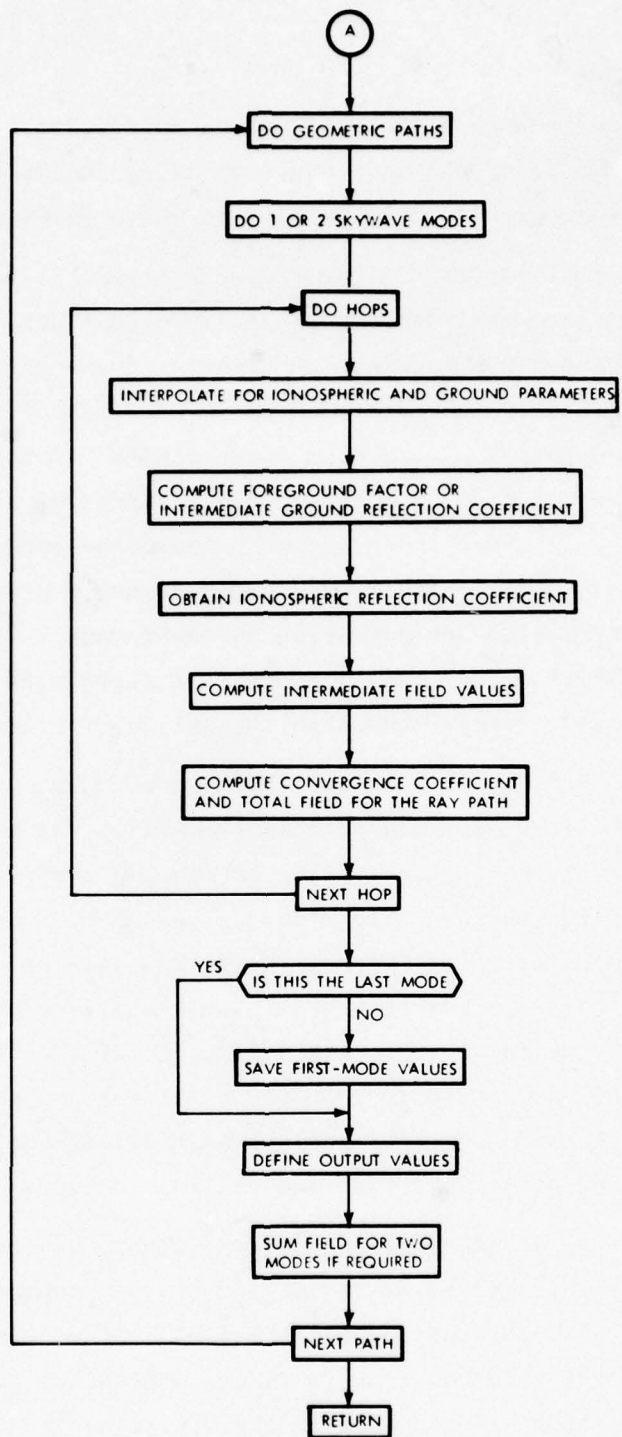 A
DO GEOMETRIC PATHS
DO 1 OR 2 SKYWAVE MODES
DO HOPS
INTERPOLATE FOR IONOSPHERIC AND GROUND PARAMETERS
COMPUTE FOREGROUND FACTOR OR
INTERMEDIATE GROUND REFLECTION COEFFICIENT
OBTAIN IONOSPHERIC REFLECTION COEFFICIENT
COMPUTE INTERMEDIATE FIELD VALUES
COMPUTE CONVERGENCE COEFFICIENT
AND TOTAL FIELD FOR THE RAY PATH
NEXT HOP
YES
IS THIS THE LAST MODE
NO
SAVE FIRST-MODE VALUES
DEFINE OUTPUT VALUES
SUM FIELD FOR TWO
MODES IF REQUIRED
NEXT PATH
RETURN